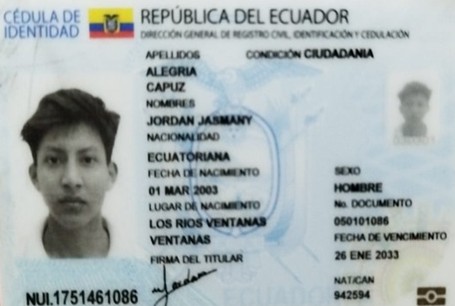 CÉDULA DE
IDENTIDAD
REPÚBLICA DEL ECUADOR
DIRECCIÓN GENERAL DE REGISTRO CIVIL, IDENTIFICACIÓN Y CEDULACIÓN
APELLIDOS
CONDICIÓN CIUDADANIA
ALEGRIA
CAPUZ
NOMBRES
JORDAN JASMANY
NACIONALIDAD
ECUATORIANA
FECHA DE NACIMIENTO
01 MAR 2003
LUGAR DE NACIMIENTO
LOS RIOS VENTANAS
VENTANAS
FIRMA DEL TITULAR
SEXO
HOMBRE
No. DOCUMENTO
050101086
FECHA DE VENCIMIENTO
26 ENE 2033
NAT/CAN
942594
NUI.1751461086